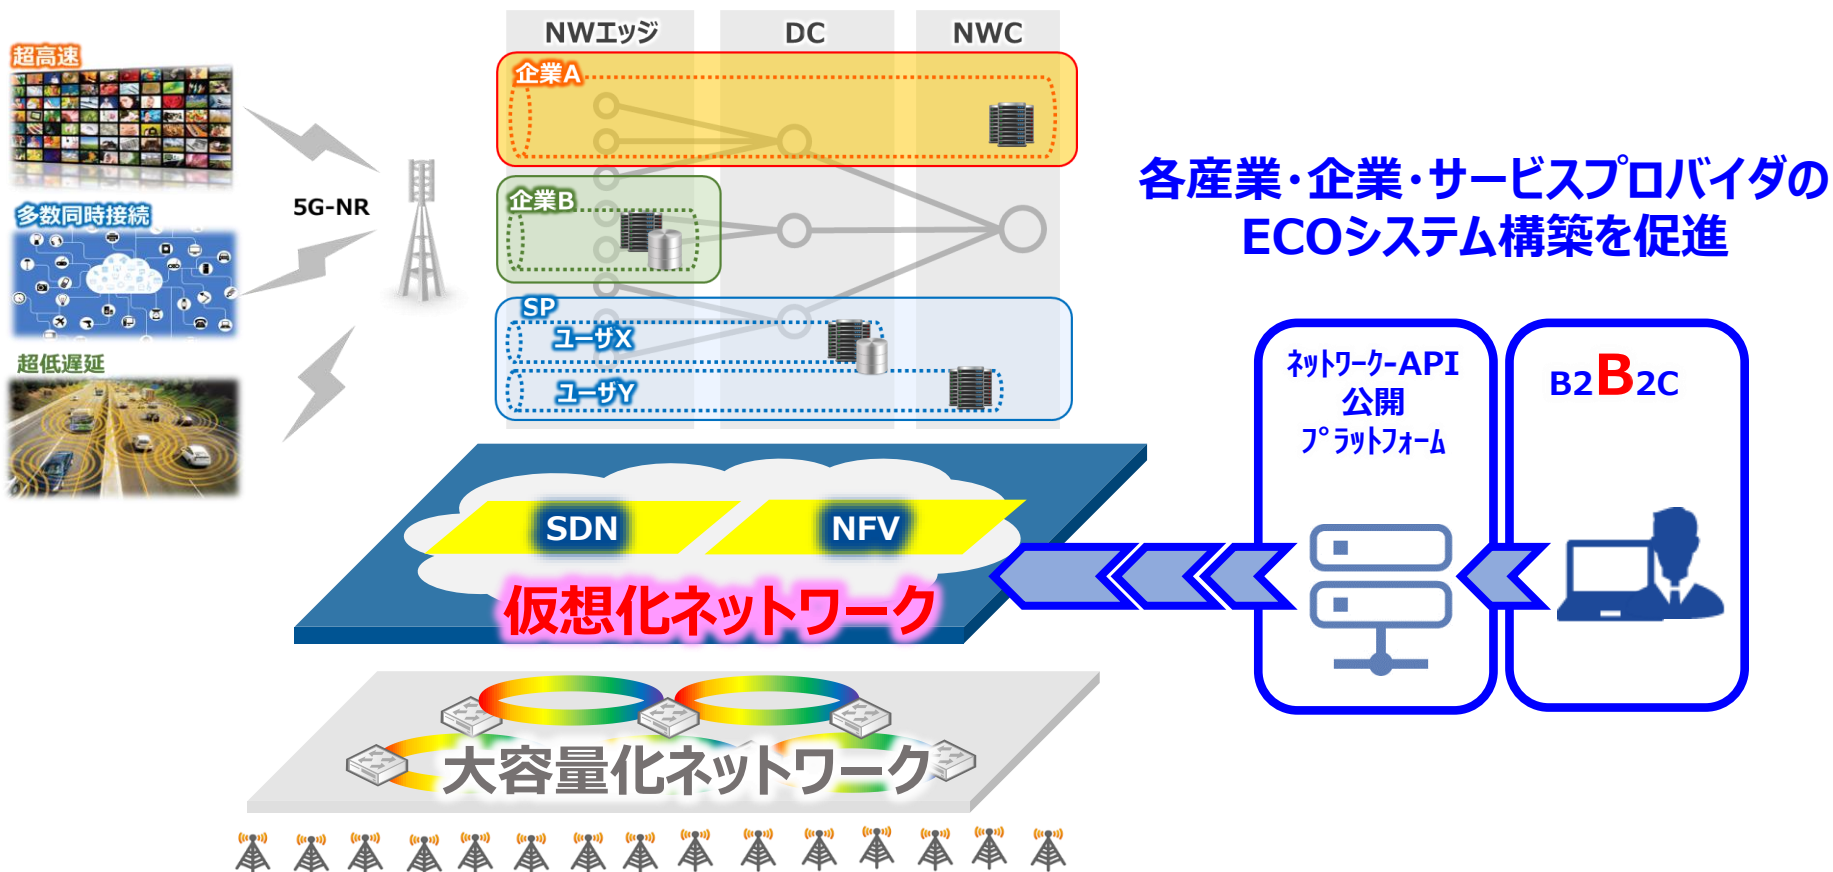 NWエッジ
DC
NWC
超高速
企業A
多数同時接続
5G-NR
企業B
超低遅延
SP
ユーザX
ユーザY
各産業・企業・サービスプロバイダの
ECOシステム構築を促進
ネットワーク-API
公開
プラットフォーム
B2B2C
SDN
NFV
仮想化ネットワーク
大容量化ネットワーク